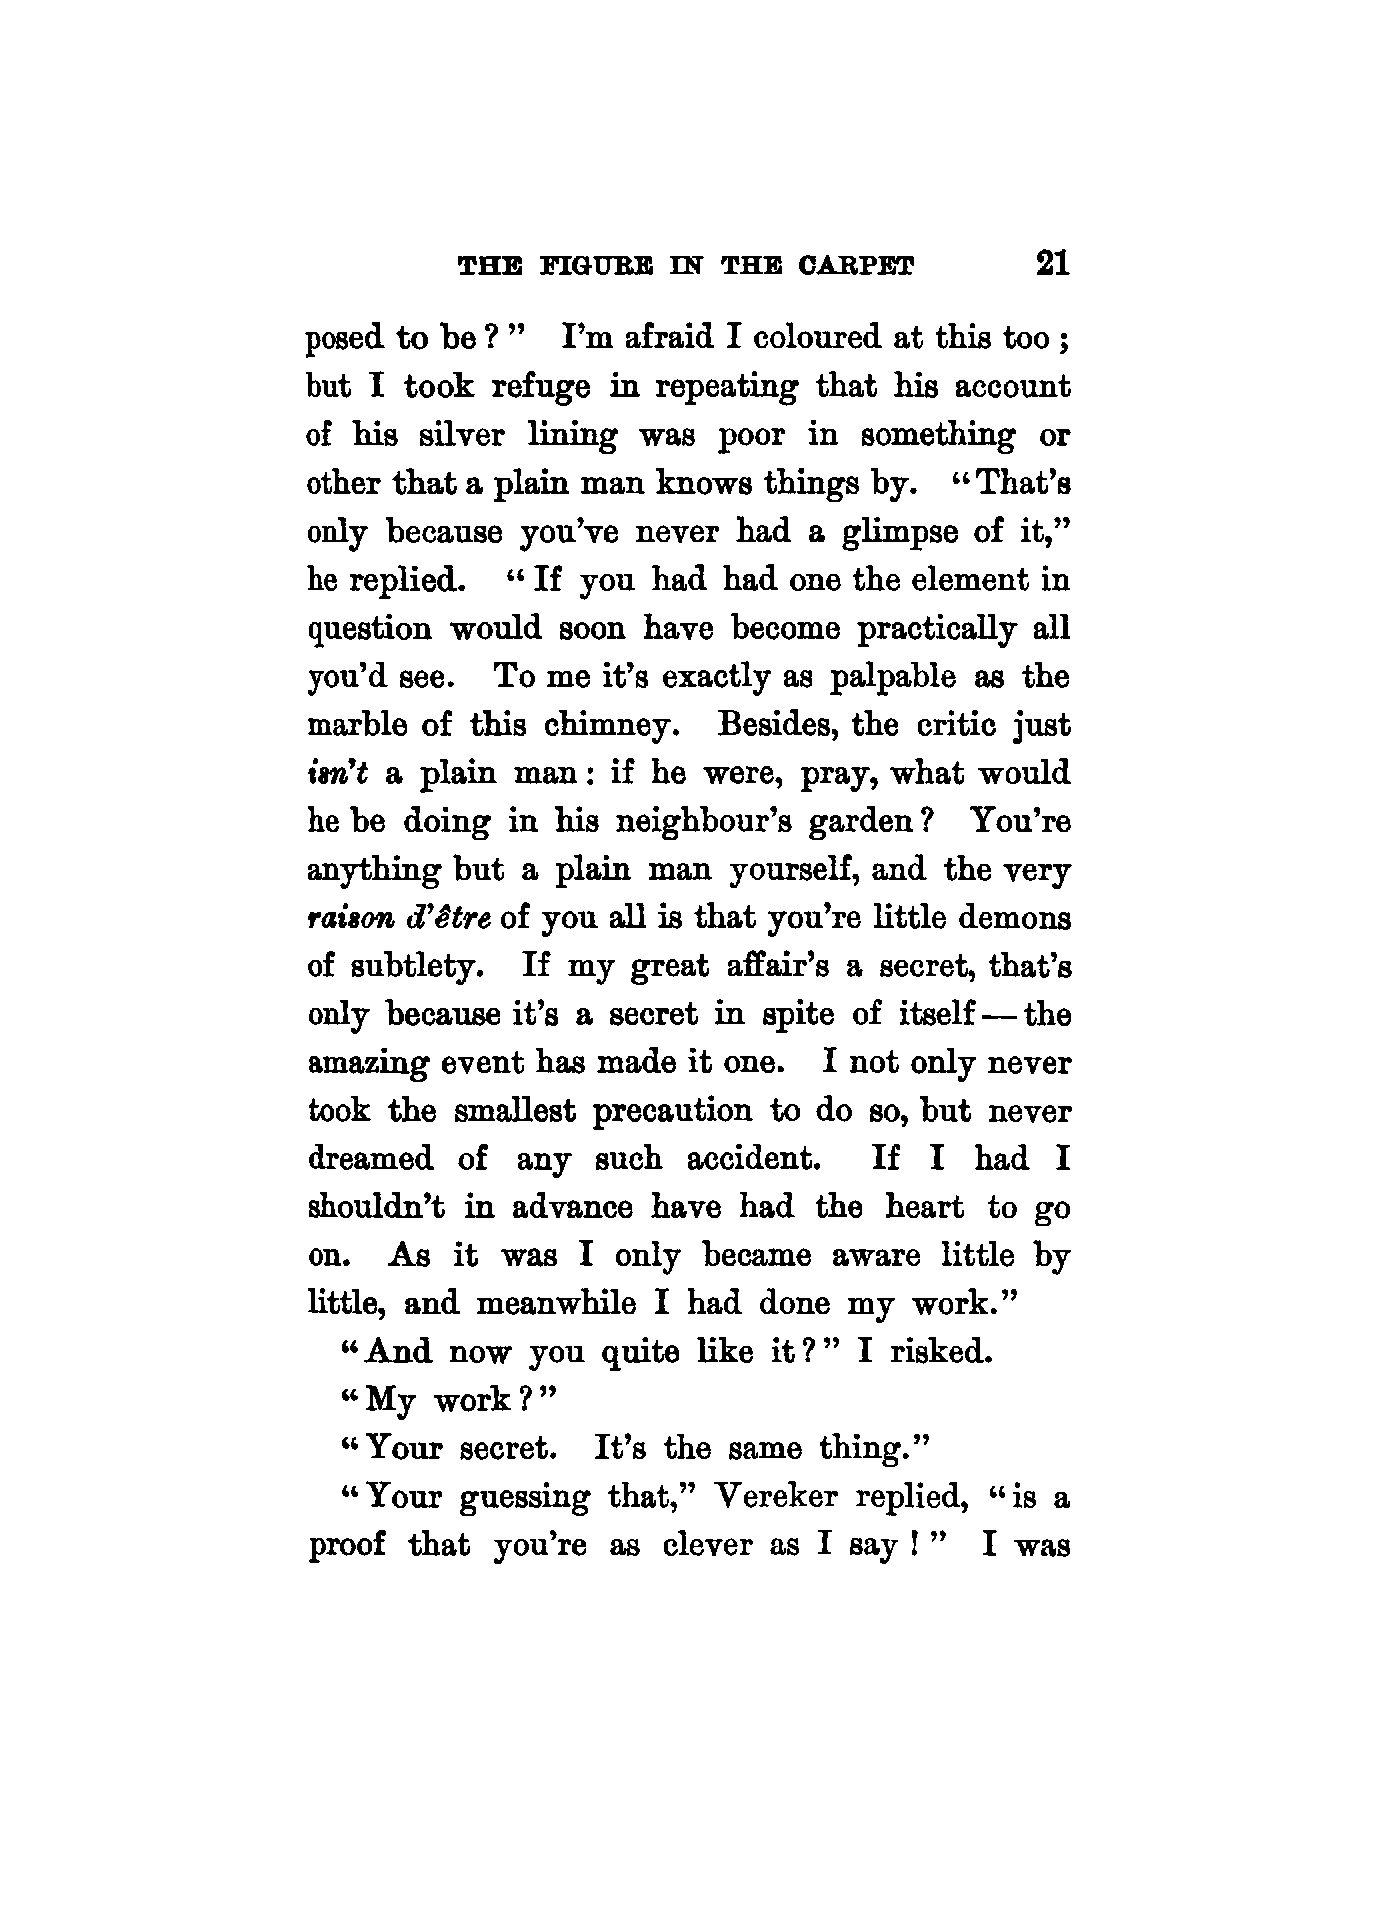 THE FIGURE IN THE CARPET 21
posed to be?" I'm afraid I coloured at this too;
but I took refuge in repeating that his account
of his silver lining was poor in something or
other that a plain man knows things by. "That's
only because you've never had a glimpse of it,"
he replied. "If you had had one the element in
question would soon have become practically all
you'd see. To me it's exactly as palpable as the
marble of this chimney. Besides, the critic just
isn't a plain man: if he were, pray, what would
he be doing in his neighbour's garden? You're
anything but a plain man yourself, and the very
raison d'être of you all is that you're little demons
of subtlety. If my great affair's a secret, that's
only because it's a secret in spite of itself—the
amazing event has made it one. I not only never
took the smallest precaution to do so, but never
dreamed of any such accident. If I had I
shouldn't in advance have had the heart to go
on. As it was I only became aware little by
little, and meanwhile I had done my work."
"And now you quite like it?" I risked.
"My work?"
"Your secret. It's the same thing."
"Your guessing that," Vereker replied, "is a
proof that you're as clever as I say!" I was